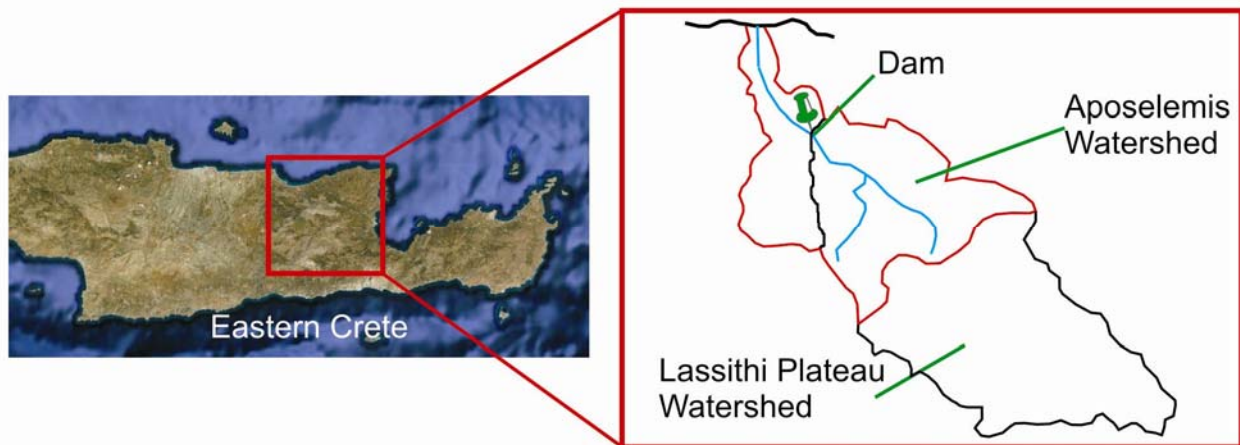 Dam
Aposelemis
Watershed
Eastern Crete
Lassithi Plateau
Watershed